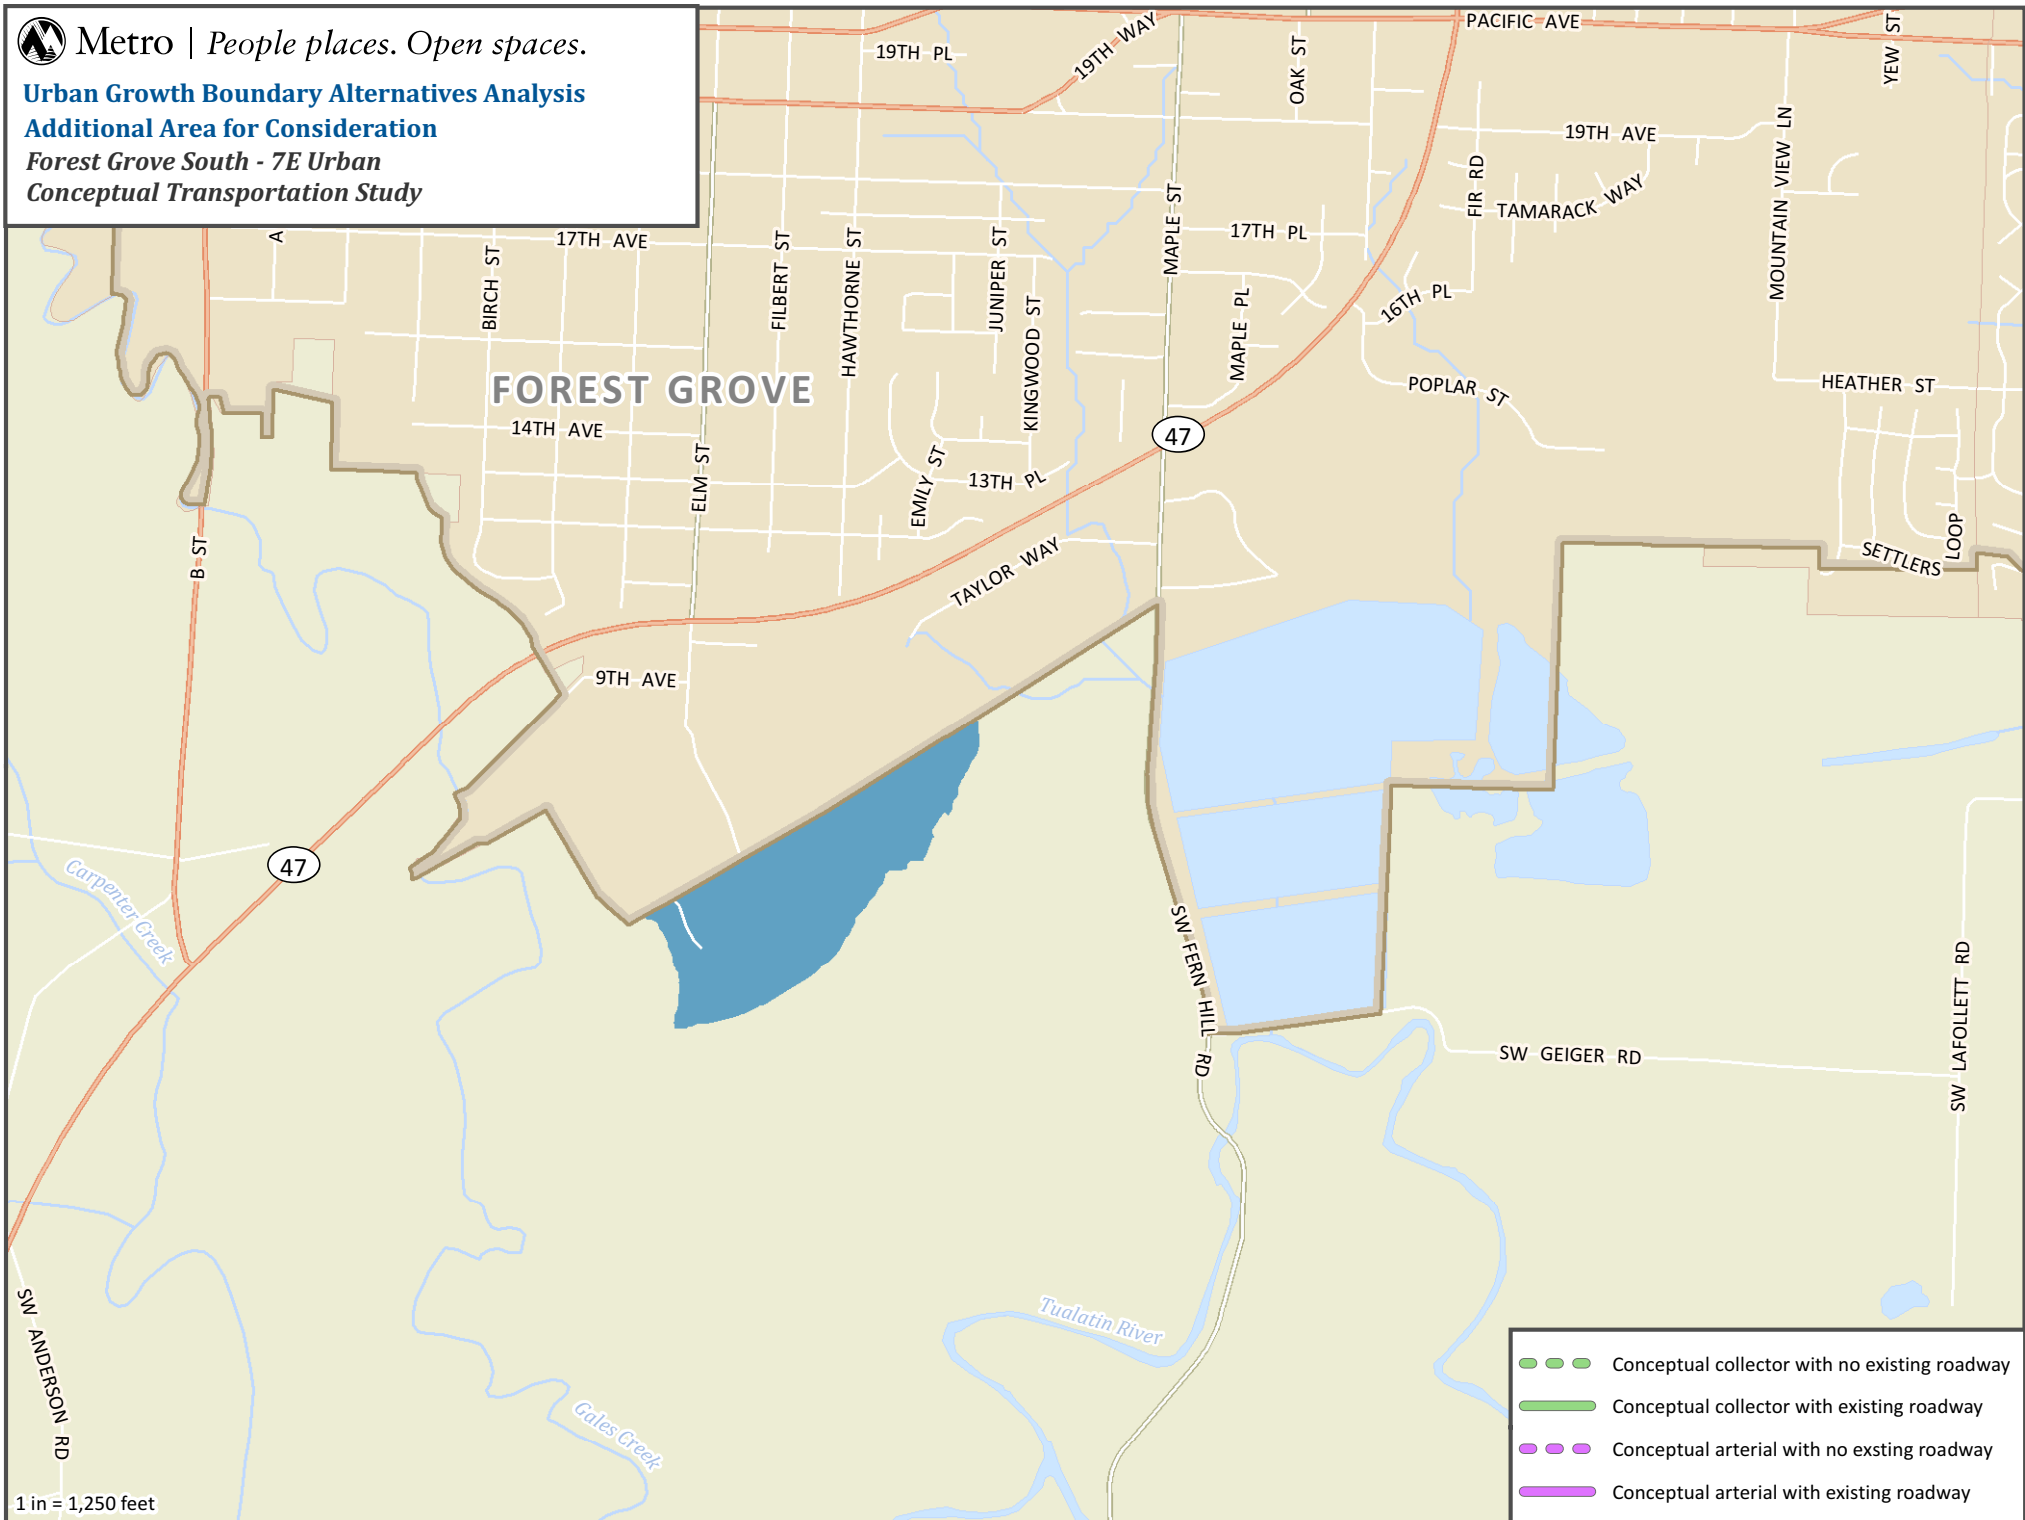 Metro | People places. Open spaces.
Urban Growth Boundary Alternatives Analysis
Additional Area for Consideration
Forest Grove South - 7E Urban
Conceptual Transportation Study
PACIFIC AVE
YEW ST
19TH PL
19TH WAY
OAK ST
19TH AVE
MOUNTAIN VIEW LN
FIR RD
TAMARACK WAY
MAPLE ST
17TH PL
A
17TH AVE
BIRCH ST
FILBERT ST
HAWTHORNE ST
JUNIPER ST
KINGWOOD ST
MAPLE PL
16TH PL
POPLAR ST
HEATHER ST
FOREST GROVE
14TH AVE
47
ELM ST
EMILY ST
13TH PL
B ST
TAYLOR WAY
SETTLERS LOOP
9TH AVE
47
Carpenter Creek
SW FERN HILL RD
SW GEIGER RD
SW LAFOLLETT RD
SW ANDERSON RD
Tualatin River
Gales Creek
Conceptual collector with no existing roadway
Conceptual collector with existing roadway
Conceptual arterial with no exsting roadway
Conceptual arterial with existing roadway
1 in = 1,250 feet